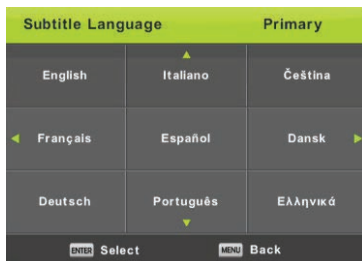 Subtitle Language Primary
English Italiano Čeština
Français Español Dansk
Deutsch Português Ελληνικά
ENTER Select MENU Back